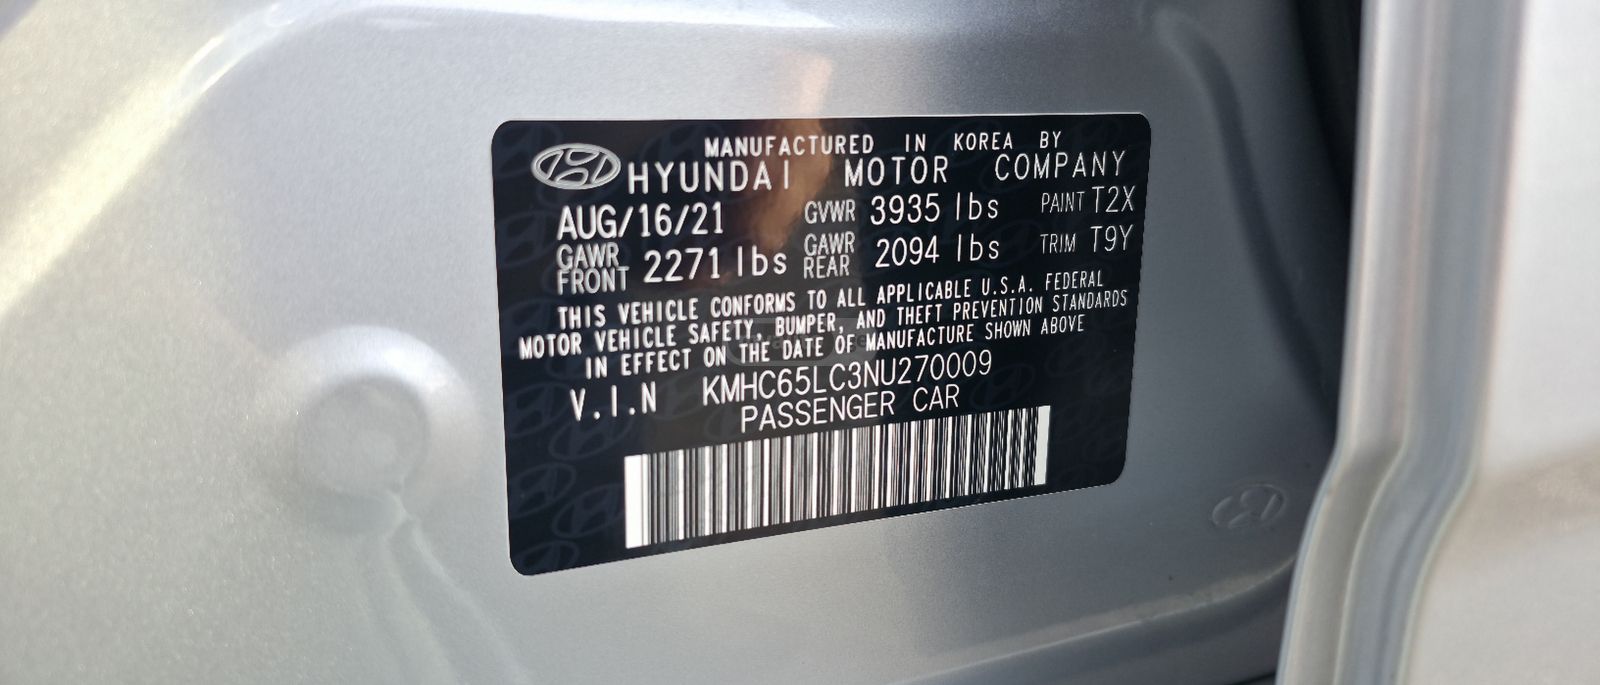 MANUFACTURED IN KOREA BY
HYUNDAI MOTOR COMPANY
AUG/16/21 GVWR 3935 lbs PAINT T2X
GAWR FRONT 2271 lbs GAWR REAR 2094 lbs TRIM T9Y
THIS VEHICLE CONFORMS TO ALL APPLICABLE U.S.A. FEDERAL
MOTOR VEHICLE SAFETY, BUMPER, AND THEFT PREVENTION STANDARDS
IN EFFECT ON THE DATE OF MANUFACTURE SHOWN ABOVE
V.I.N KMHC65LC3NU270009
PASSENGER CAR